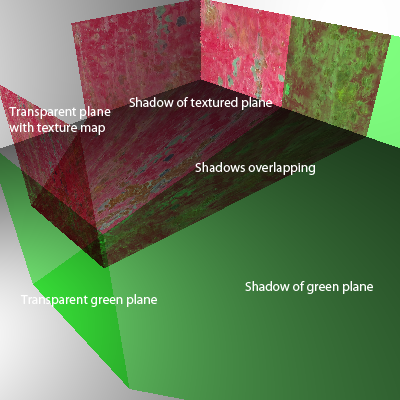 Shadow of textured plane
Transparent plane
with texture map
Shadows overlapping
Shadow of green plane
Transparent green plane